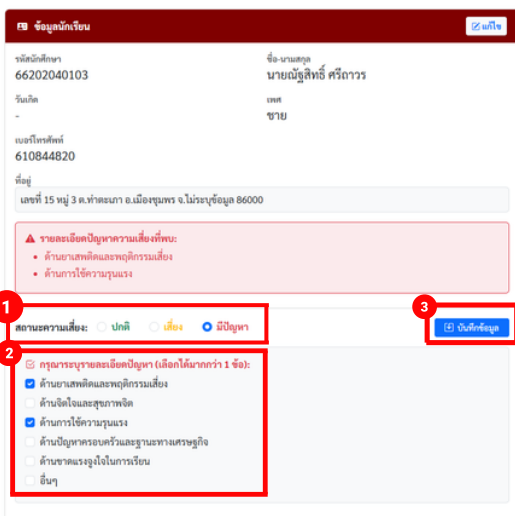 ข้อมูลนักเรียน
แก้ไข
รหัสนักศึกษา
66202040103
ชื่อ-นามสกุล
นายณัฐสิทธิ์ ศรีถาวร
วันเกิด
-
เพศ
ชาย
เบอร์โทรศัพท์
610844820
ที่อยู่
เลขที่ 15 หมู่ 3 ต.ท่าตะเภา อ.เมืองชุมพร จ.ไม่ระบุข้อมูล 86000
รายละเอียดปัญหาความเสี่ยงที่พบ:
ด้านยาเสพติดและพฤติกรรมเสี่ยง
ด้านการใช้ความรุนแรง
1
สถานะความเสี่ยง: ปกติ เสี่ยง มีปัญหา
3
บันทึกข้อมูล
2
กรุณาระบุรายละเอียดปัญหา (เลือกได้มากกว่า 1 ข้อ):
ด้านยาเสพติดและพฤติกรรมเสี่ยง
ด้านจิตใจและสุขภาพจิต
ด้านการใช้ความรุนแรง
ด้านปัญหาครอบครัวและฐานะทางเศรษฐกิจ
ด้านขาดแรงจูงใจในการเรียน
อื่นๆ